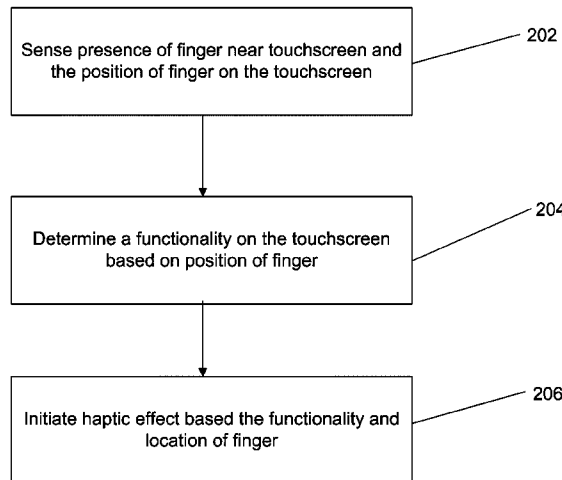 Sense presence of finger near touchscreen and
the position of finger on the touchscreen
202
Determine a functionality on the touchscreen
based on position of finger
204
Initiate haptic effect based the functionality and
location of finger
206